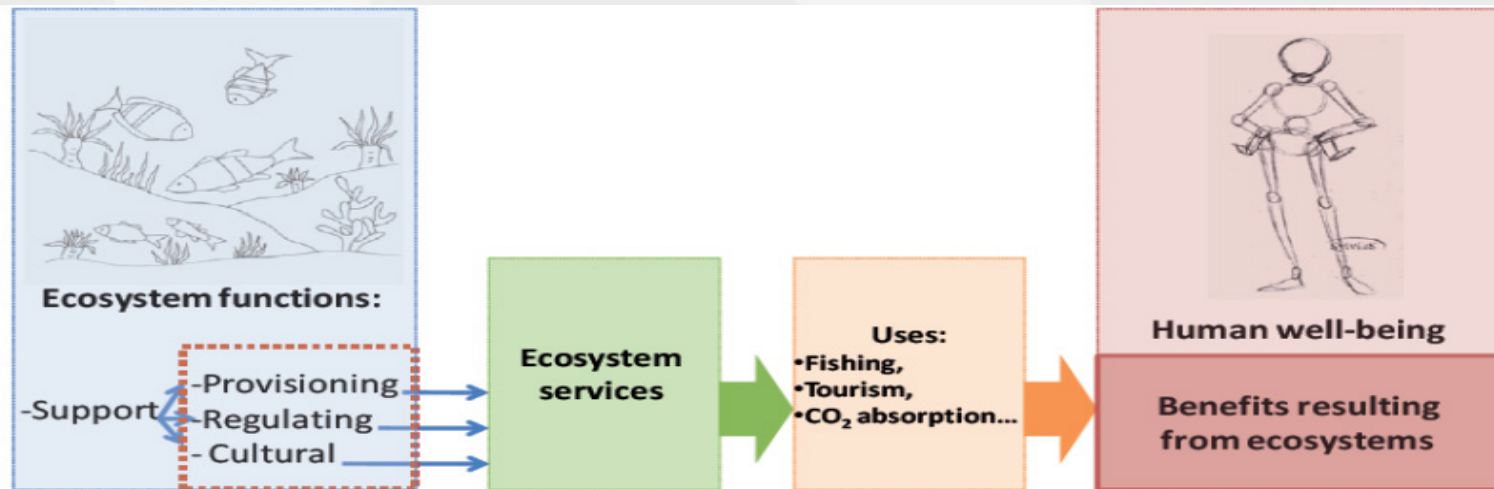 Ecosystem functions:
-Support
-Provisioning
-Regulating
- Cultural
Ecosystem
services
Uses:
•Fishing,
•Tourism,
•CO₂ absorption...
Human well-being
Benefits resulting
from ecosystems